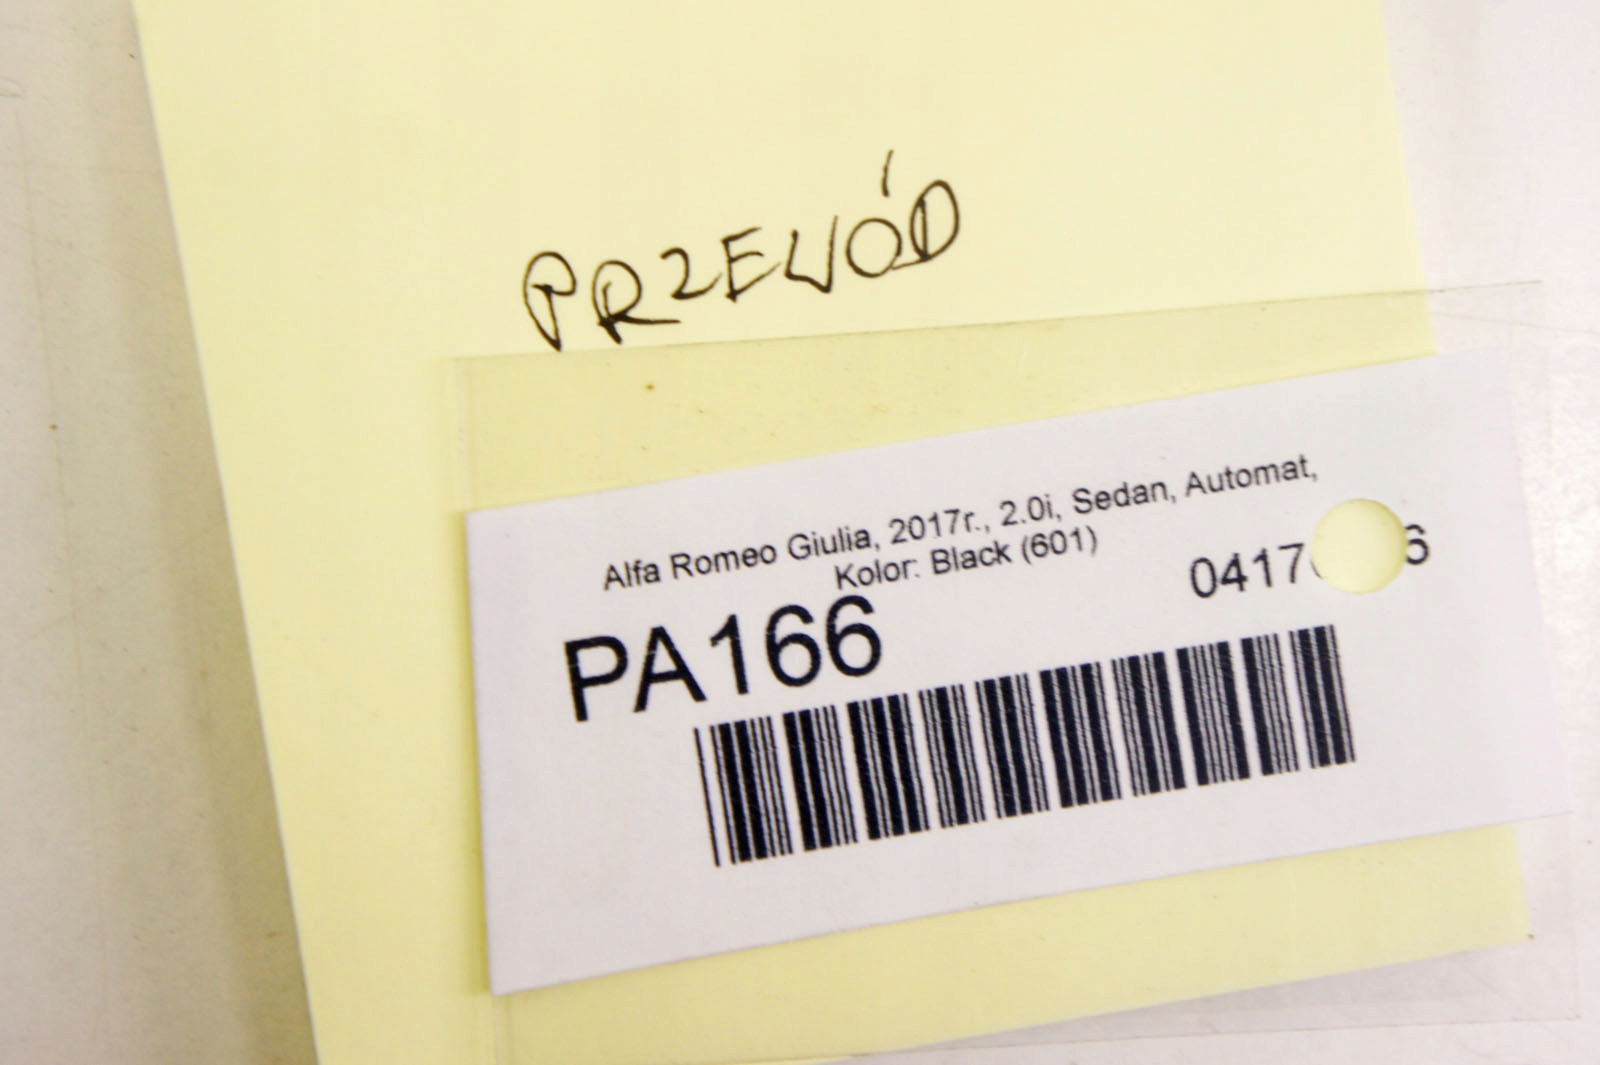 PRZEWÓD
Alfa Romeo Giulia, 2017r., 2.0i, Sedan, Automat,
Kolor: Black (601)
PA166